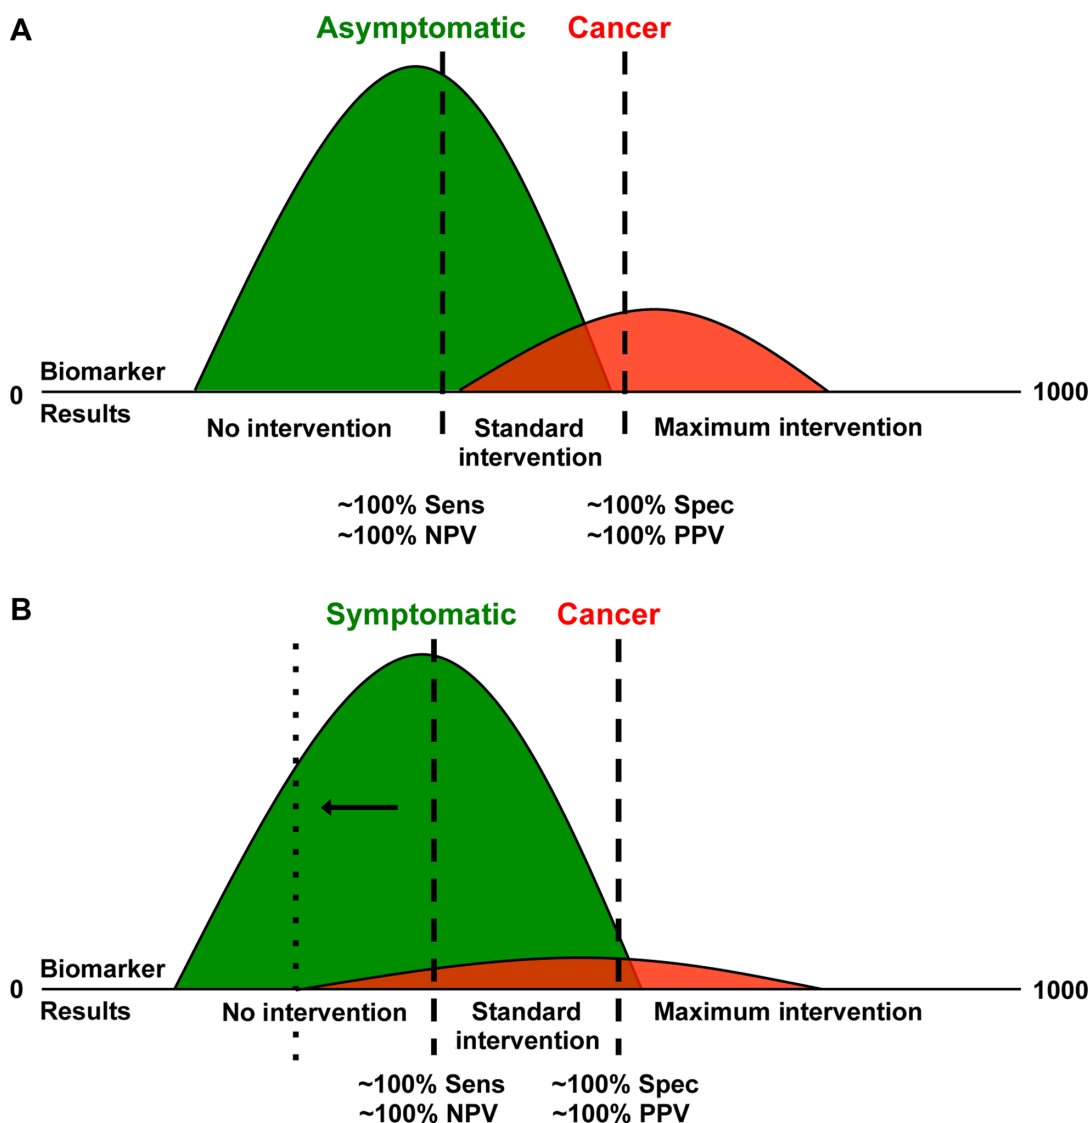 A
Asymptomatic Cancer
Biomarker
0 1000
Results
No intervention Standard Maximum intervention
intervention
~100% Sens ~100% Spec
~100% NPV ~100% PPV
B
Symptomatic Cancer
Biomarker
0 1000
Results
No intervention Standard Maximum intervention
intervention
~100% Sens ~100% Spec
~100% NPV ~100% PPV